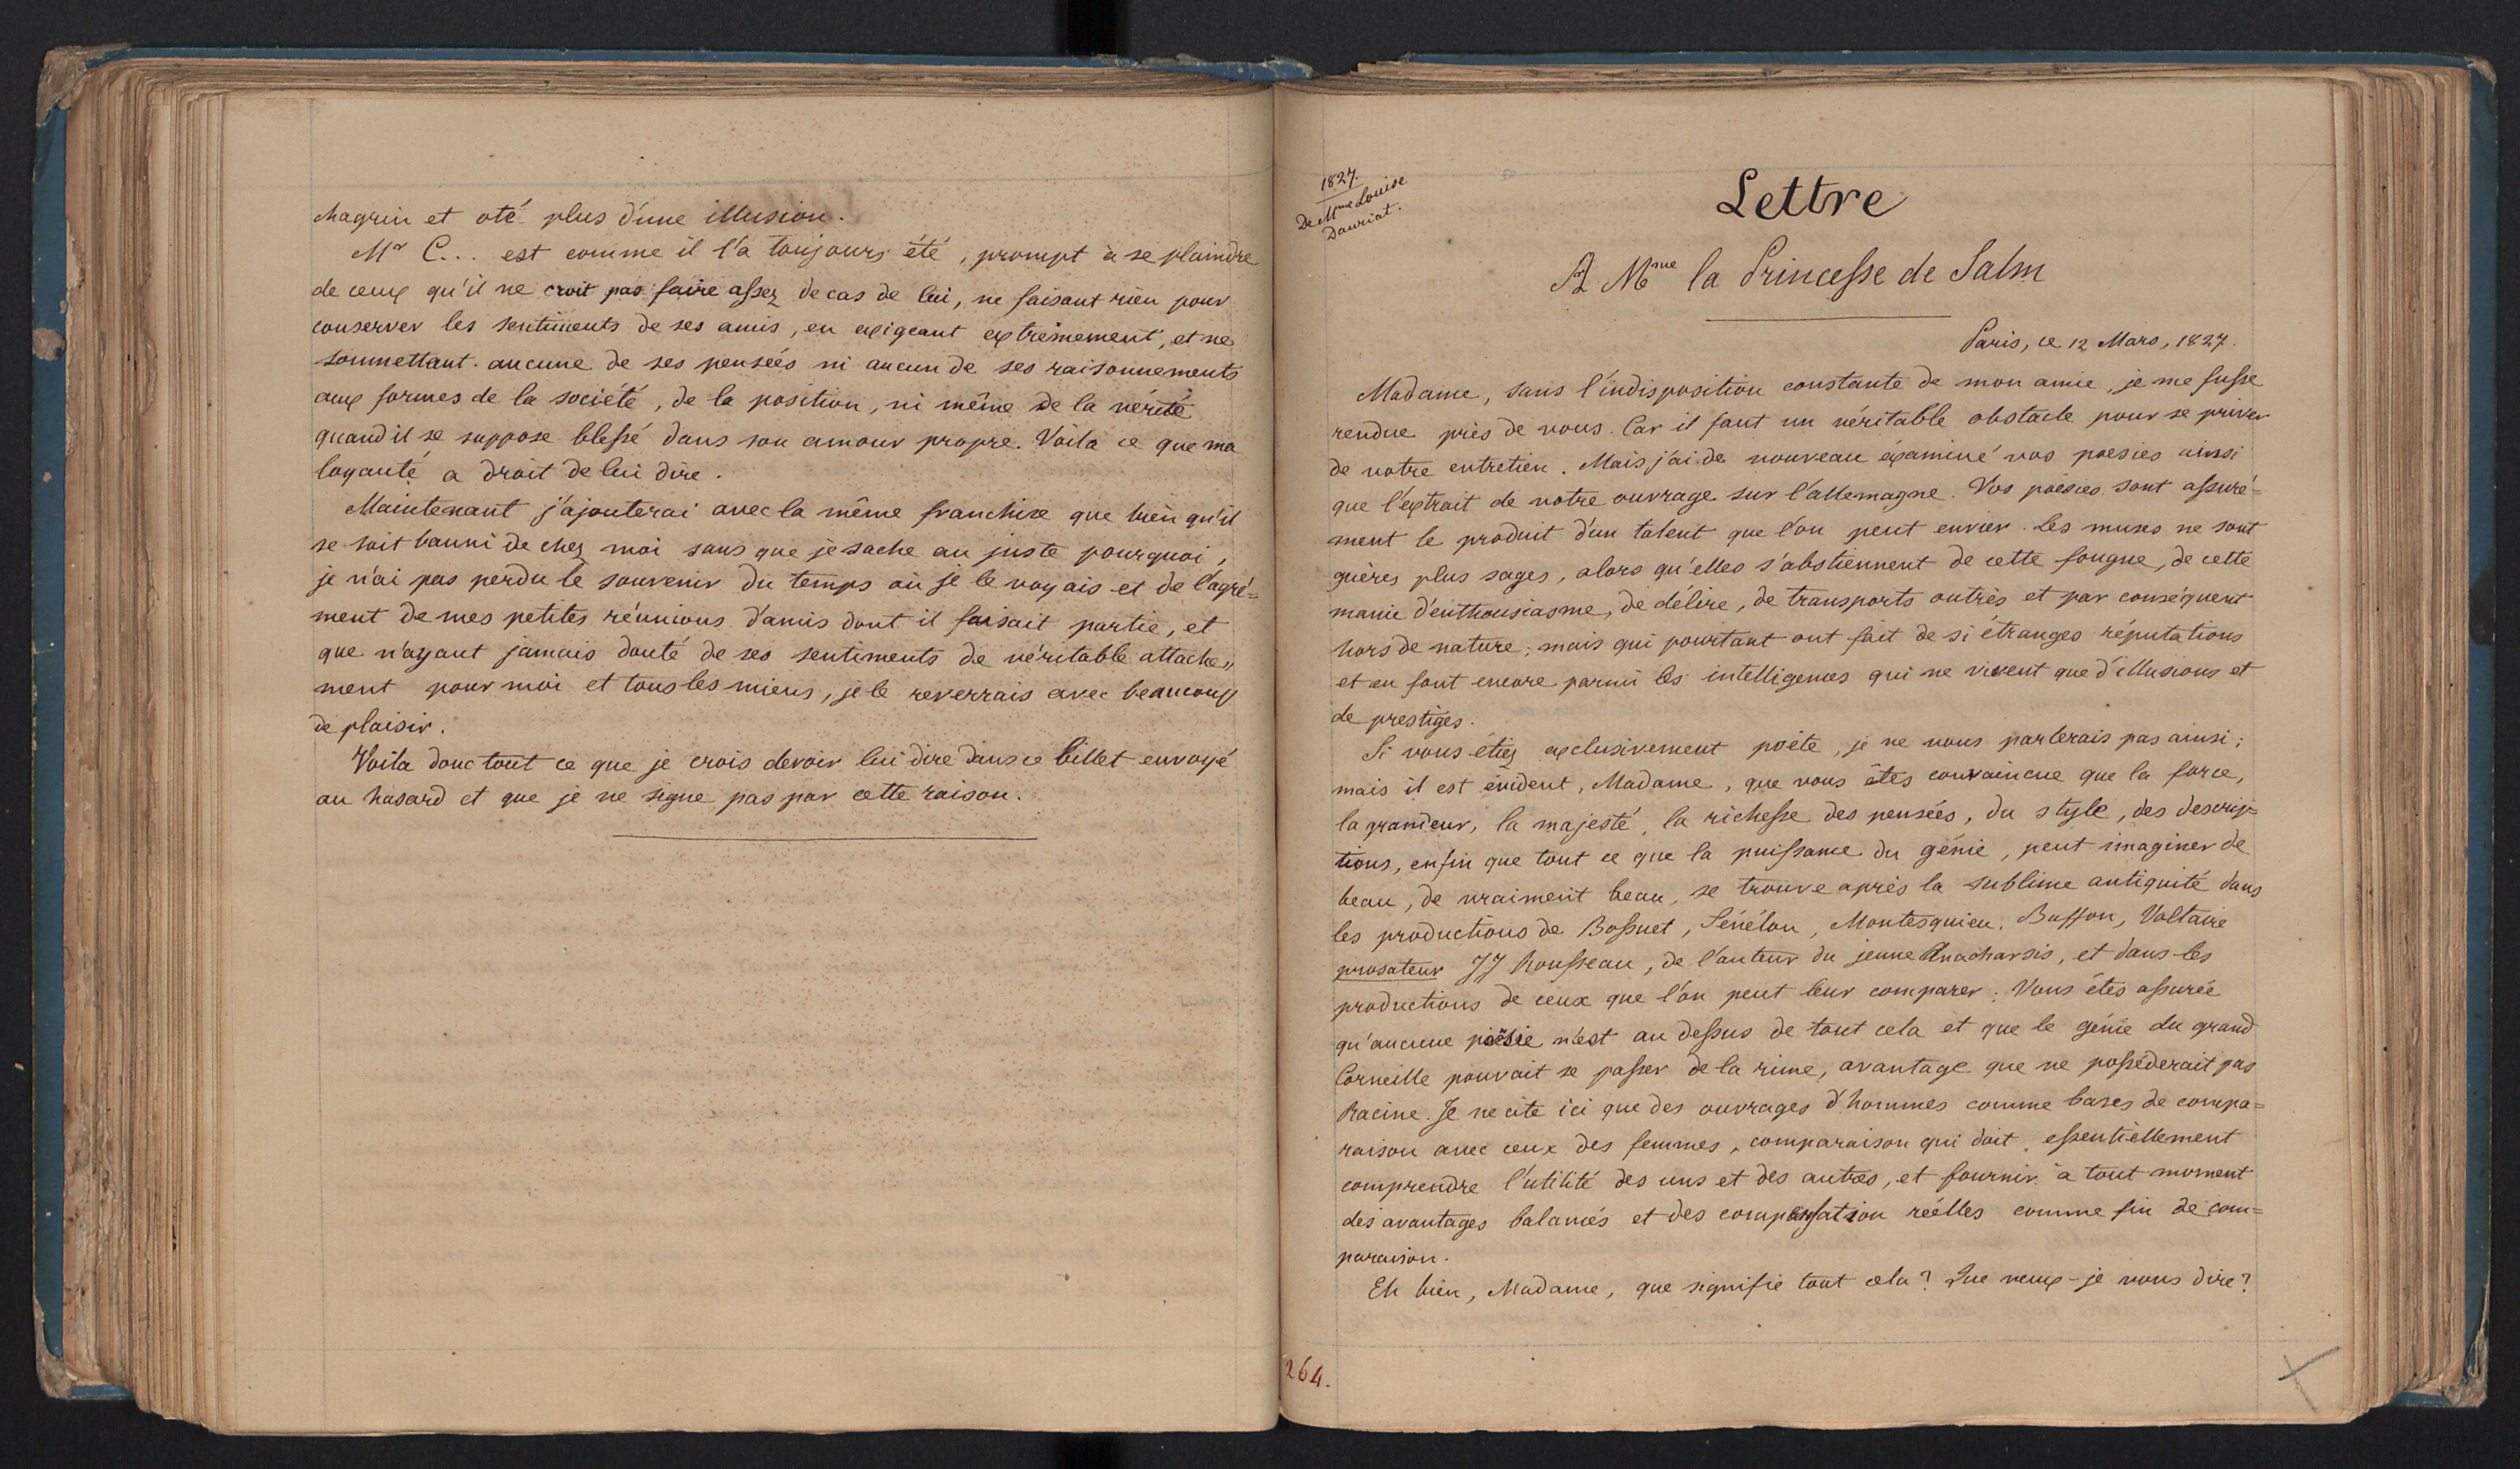 chagrin et oté plus d'une illusion.
Mr C... est comme il l'a toujours été, prompt à se plaindre
de ceux qu'il ne croit pas faire assez de cas de lui, ne faisant rien pour
conserver les sentiments de ses amis, en exigeant extrêmement, et ne
soumettant aucune de ses pensées ni aucun de ses raisonnements
aux formes de la société, de la position, ni même de la vérité
quand il se suppose blessé dans son amour propre. Voilà ce que ma
loyauté a droit de lui dire.
Maintenant j'ajouterai avec la même franchise que bien qu'il
se soit banni de chez moi sans que je sache au juste pourquoi,
je n'ai pas perdu le souvenir du temps où je le voyais et de l'agré=
ment de mes petites réunions d'amis dont il faisait partie, et
que n'ayant jamais douté de ses sentiments de véritable attache„
ment pour moi et tous les miens, je le reverrais avec beaucoup
de plaisir.
Voila donc tout ce que je crois devoir lui dire dans ce billet envoyé
au hasard et que je ne signe pas par cette raison.
1827.
De Mme Louise
Dauriat.
Lettre
A Mme la Princesse de Salm
Paris, ce 12 Mars, 1827.
Madame, sans l'indisposition constante de mon amie, je me fusse
rendue près de vous. Car il faut un véritable obstacle pour se priver
de votre entretien. Mais j'ai de nouveau éxaminé vos poesies ainsi
que l'extrait de votre ouvrage sur l'allemagne. Vos poësies sont assuré=
ment le produit d'un talent que l'on peut envier. Les muses ne sont
guères plus sages, alors qu'elles s'abstiennent de cette fougue, de cette
manie d'enthousiasme, de délire, de transports outrés et par conséquent
hors de nature; mais qui pourtant ont fait de si étranges réputations
et en font encore parmi les intelligences qui ne vivent que d'illusions et
de prestiges.
Si vous étiez exclusivement poëte, je ne vous parlerais pas ainsi;
mais il est évident, Madame, que vous êtes convaincue que la force,
la grandeur, la majesté, la richesse des pensées, du style, des descrip=
tions, enfin que tout ce que la puissance du génie, peut imaginer de
beau, de vraiment beau, se trouve après la sublime antiquité dans
les productions de Bossuet, Fénélon, Montesquieu, Buffon, Voltaire
prosateur JJ Rousseau, de l'auteur du jeune Anacharsis, et dans les
productions de ceux que l'on peut leur comparer; Vous êtes assurée
qu'aucune poësie n'est au dessus de tout cela et que le génie du grand
Corneille pouvait se passer de la rime, avantage que ne posséderait pas
Racine. Je ne cite ici que des ouvrages d'hommes comme bases de compa=
raison avec ceux des femmes, comparaison qui doit essentiellement
comprendre l'utilité des uns et des autres, et fournir à tout moment
des avantages balancés et des compensation réelles comme fin de com=
paraison.
Eh bien, Madame, que signifie tout cela? Que veux-je vous dire?
264.